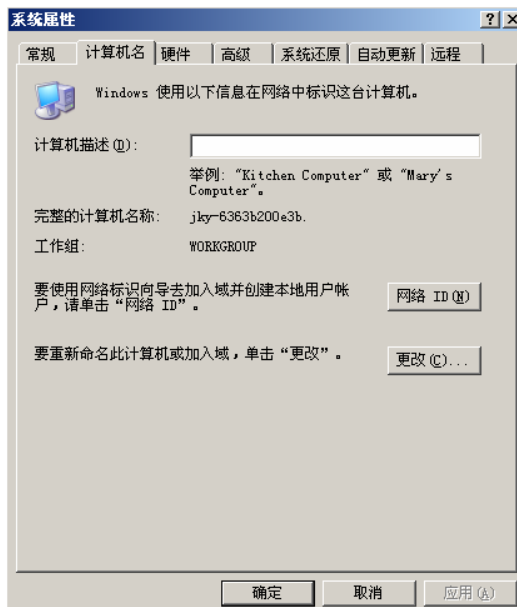 系统属性
常规 计算机名 硬件 高级 系统还原 自动更新 远程
Windows 使用以下信息在网络中标识这台计算机。
计算机描述(D):
举例: "Kitchen Computer" 或 "Mary's
Computer"。
完整的计算机名称: jky-6363b200e3b.
工作组: WORKGROUP
要使用网络标识向导去加入域并创建本地用户帐
户，请单击“网络 ID”。
网络 ID(N)
要重新命名此计算机或加入域，单击“更改”。
更改(C)...
确定 取消 应用(A)